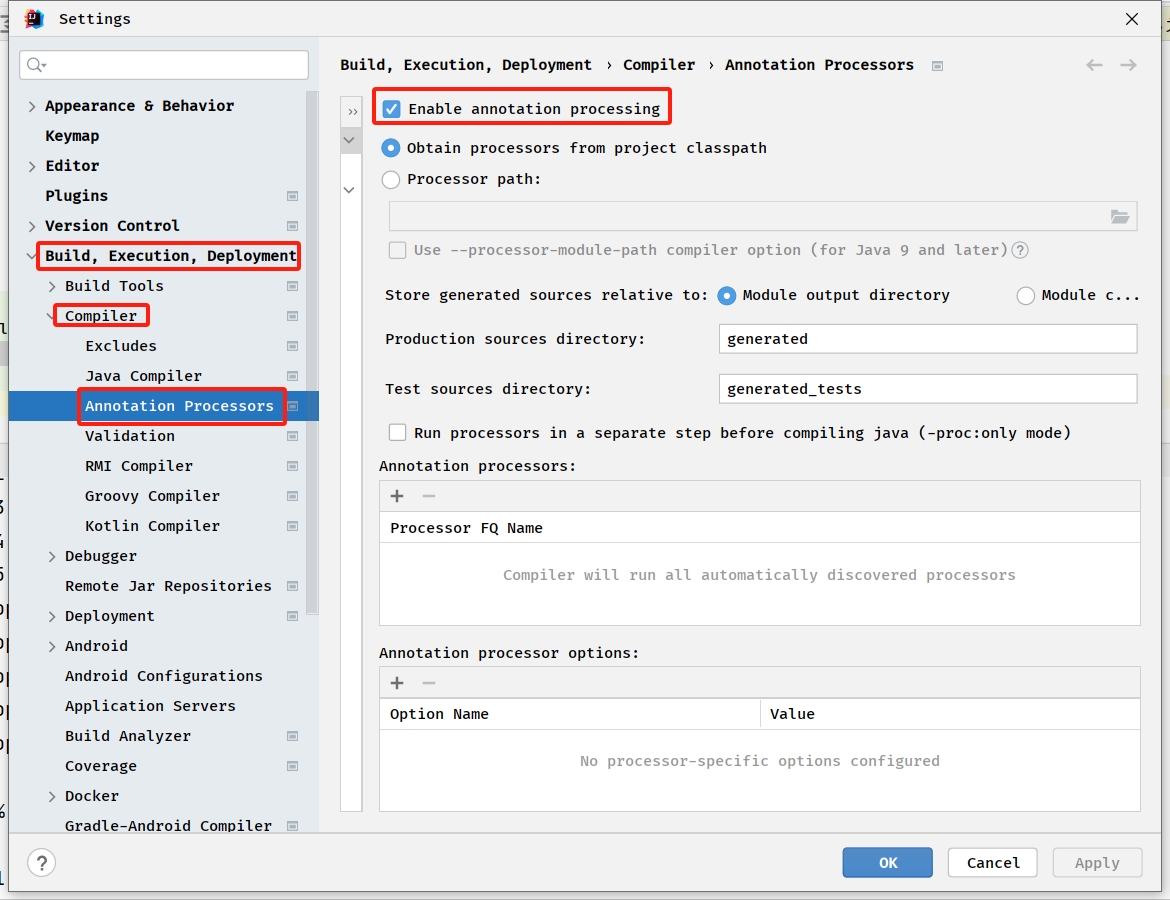 Settings
Appearance & Behavior
Keymap
Editor
Plugins
Version Control
Build, Execution, Deployment
Build Tools
Compiler
Excludes
Java Compiler
Annotation Processors
Validation
RMI Compiler
Groovy Compiler
Kotlin Compiler
Debugger
Remote Jar Repositories
Deployment
Android
Android Configurations
Application Servers
Build Analyzer
Coverage
Docker
Gradle-Android Compiler
Build, Execution, Deployment › Compiler › Annotation Processors
Enable annotation processing
Obtain processors from project classpath
Processor path:
Use --processor-module-path compiler option (for Java 9 and later) ?
Store generated sources relative to: Module output directory Module c...
Production sources directory: generated
Test sources directory: generated_tests
Run processors in a separate step before compiling java (-proc:only mode)
Annotation processors:
Processor FQ Name
Compiler will run all automatically discovered processors
Annotation processor options:
Option Name Value
No processor-specific options configured
? OK Cancel Apply